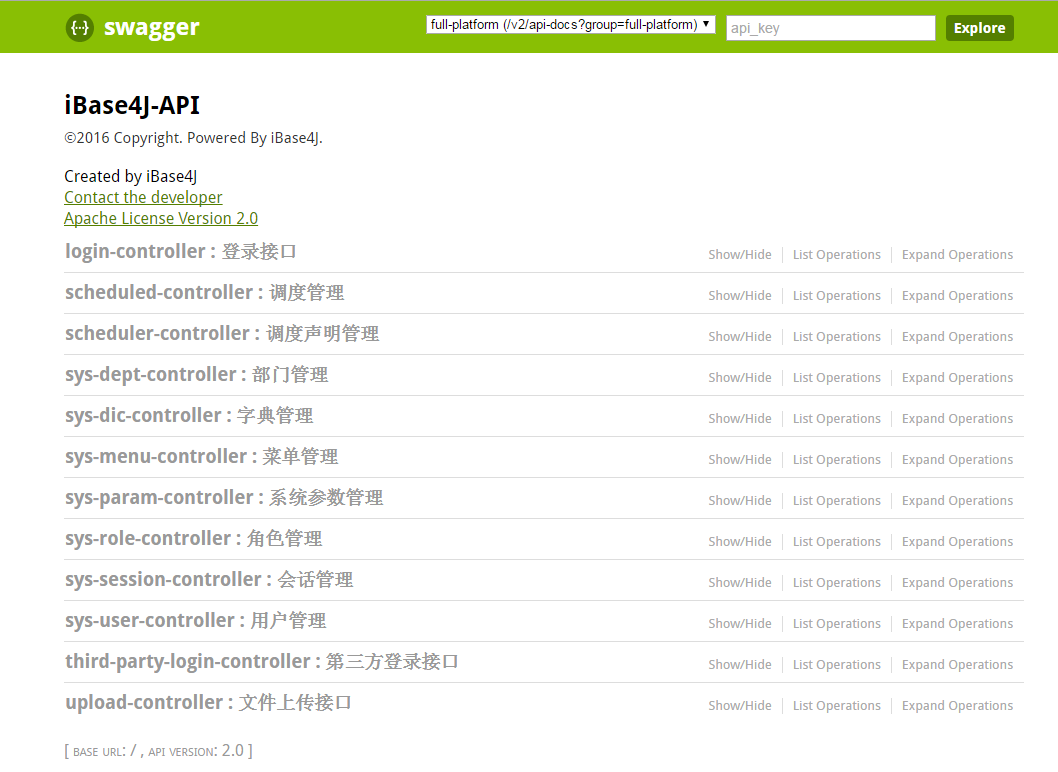 {···} swagger full-platform (/v2/api-docs?group=full-platform) ▼ api_key Explore
iBase4J-API
©2016 Copyright. Powered By iBase4J.
Created by iBase4J
Contact the developer
Apache License Version 2.0
login-controller : 登录接口 Show/Hide List Operations Expand Operations
scheduled-controller : 调度管理 Show/Hide List Operations Expand Operations
scheduler-controller : 调度声明管理 Show/Hide List Operations Expand Operations
sys-dept-controller : 部门管理 Show/Hide List Operations Expand Operations
sys-dic-controller : 字典管理 Show/Hide List Operations Expand Operations
sys-menu-controller : 菜单管理 Show/Hide List Operations Expand Operations
sys-param-controller : 系统参数管理 Show/Hide List Operations Expand Operations
sys-role-controller : 角色管理 Show/Hide List Operations Expand Operations
sys-session-controller : 会话管理 Show/Hide List Operations Expand Operations
sys-user-controller : 用户管理 Show/Hide List Operations Expand Operations
third-party-login-controller : 第三方登录接口 Show/Hide List Operations Expand Operations
upload-controller : 文件上传接口 Show/Hide List Operations Expand Operations
[ BASE URL: / , API VERSION: 2.0 ]